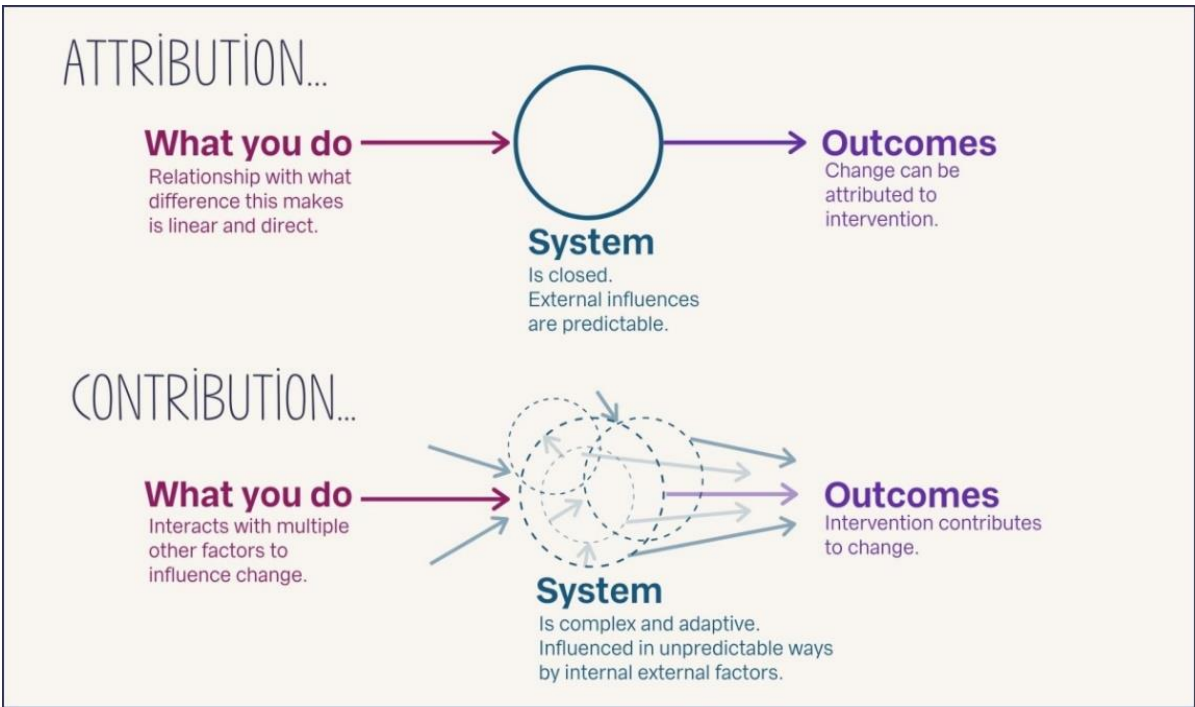 ATTRIBUTION...
What you do
Relationship with what
difference this makes
is linear and direct.
System
Is closed.
External influences
are predictable.
Outcomes
Change can be
attributed to
intervention.
CONTRIBUTION...
What you do
Interacts with multiple
other factors to
influence change.
System
Is complex and adaptive.
Influenced in unpredictable ways
by internal external factors.
Outcomes
Intervention contributes
to change.